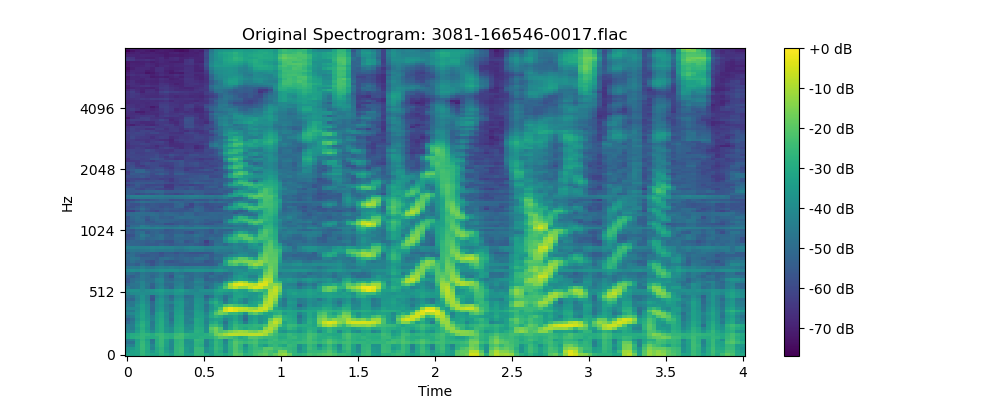 Original Spectrogram: 3081-166546-0017.flac
Hz
4096
2048
1024
512
0
0 0.5 1 1.5 2 2.5 3 3.5 4
Time
+0 dB
-10 dB
-20 dB
-30 dB
-40 dB
-50 dB
-60 dB
-70 dB